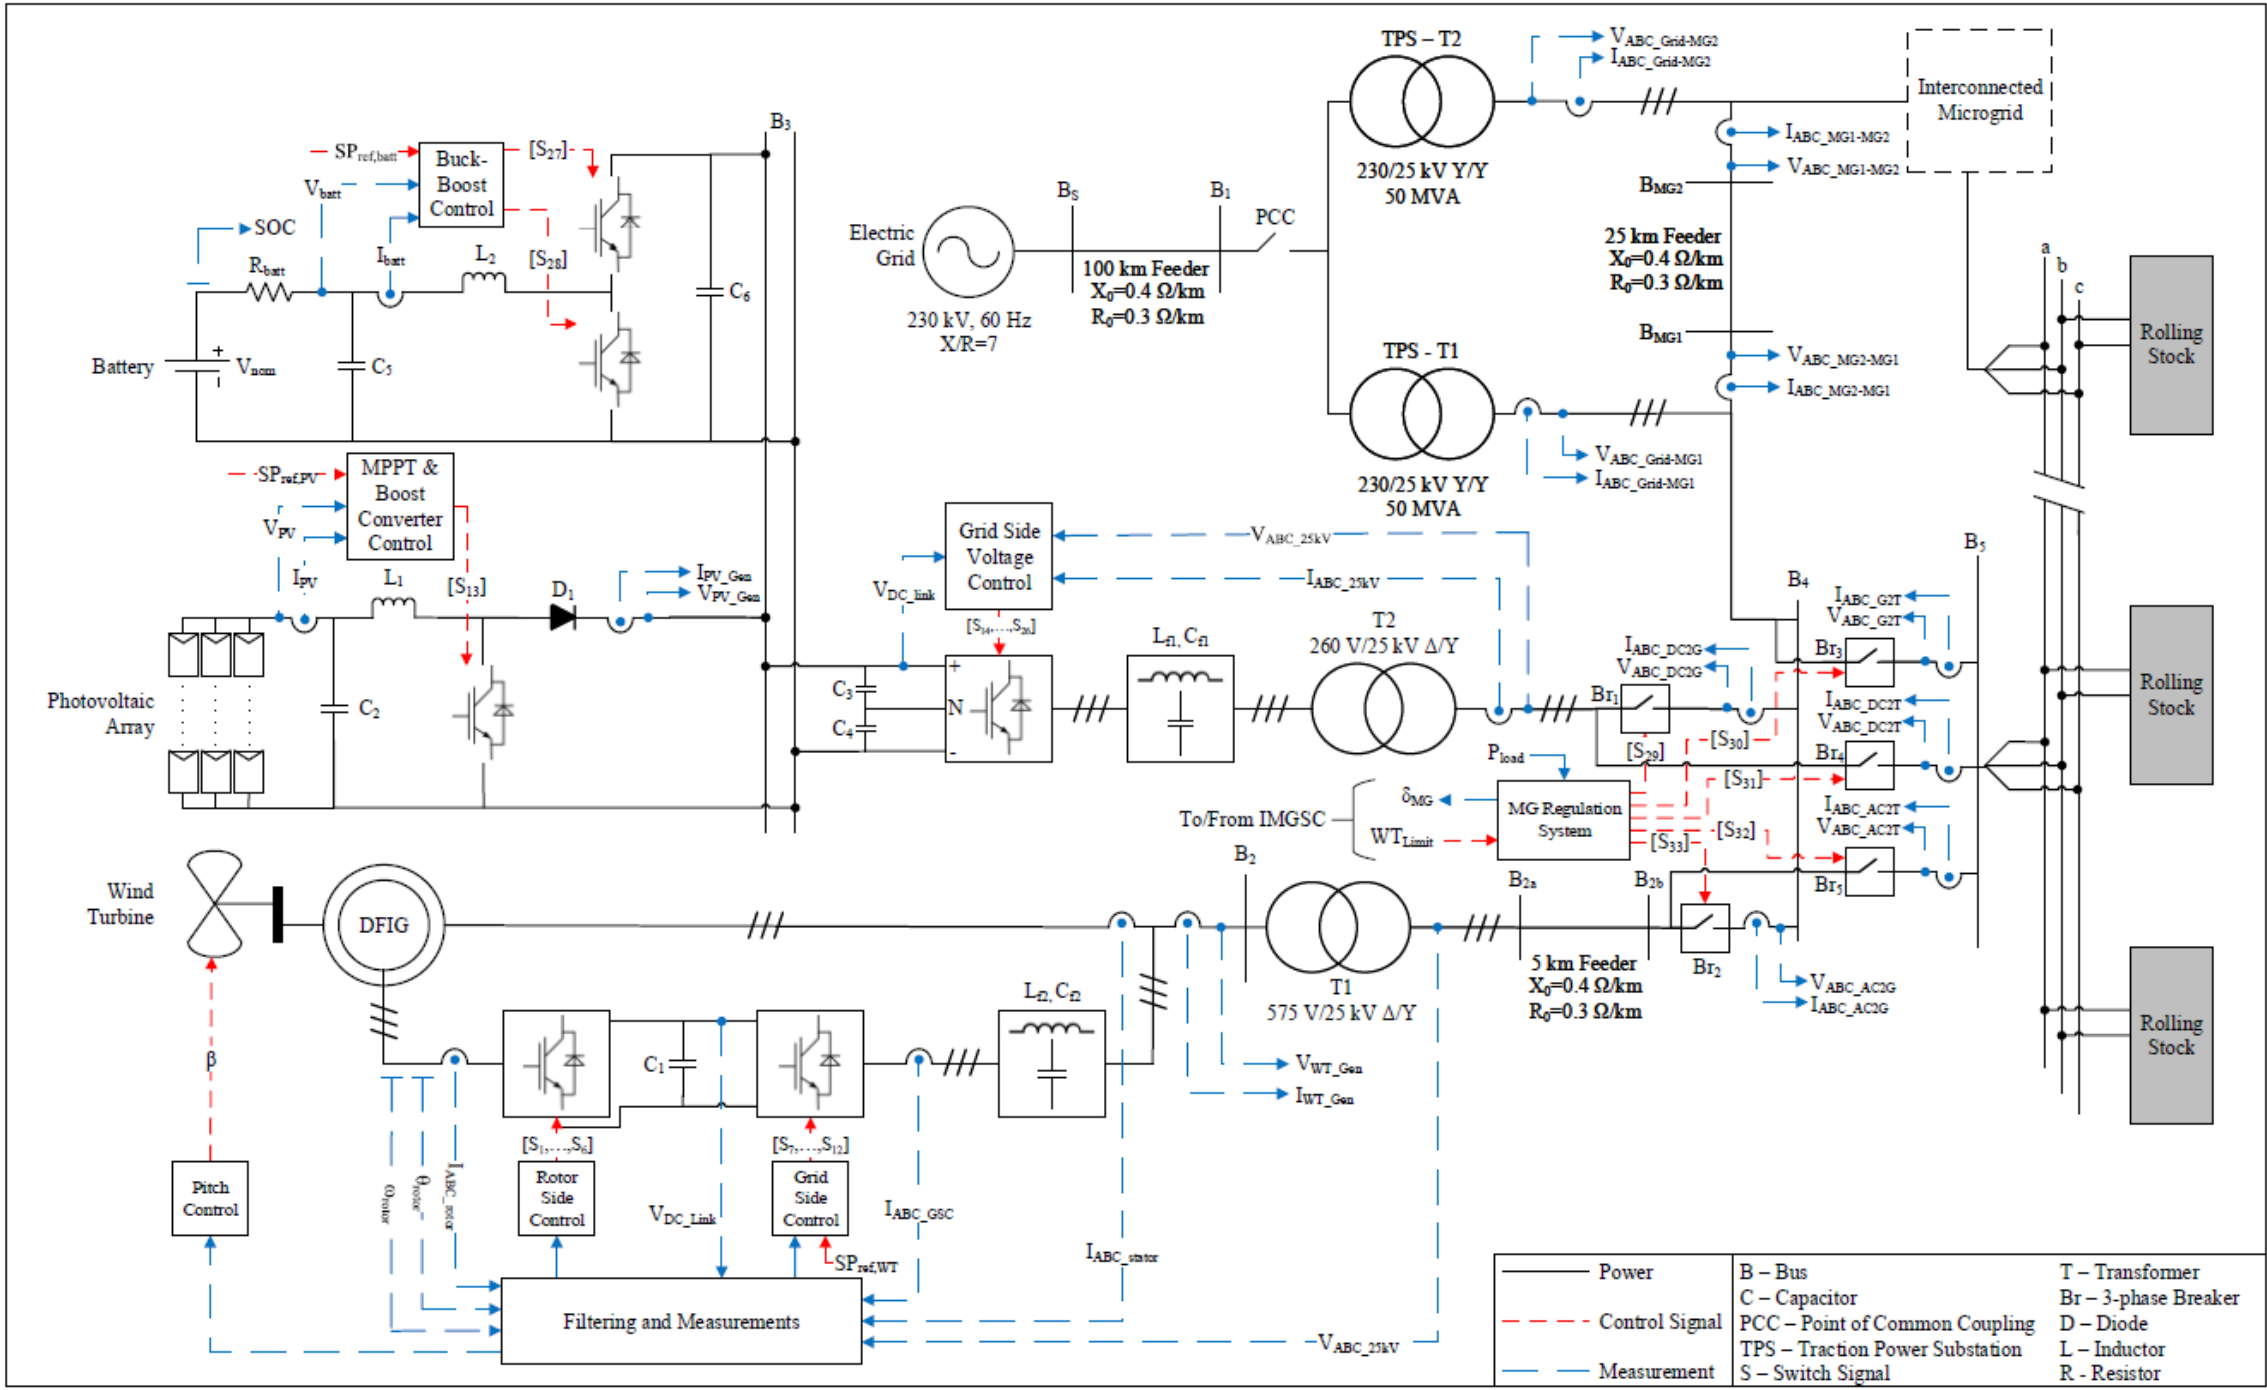 TPS – T2
V_ABC_Grid-MG2
I_ABC_Grid-MG2
Interconnected
Microgrid
I_ABC_MG1-MG2
V_ABC_MG1-MG2
230/25 kV Y/Y
50 MVA
B_MG2
B_S
B_1
PCC
Electric
Grid
100 km Feeder
X_0=0.4 Ω/km
R_0=0.3 Ω/km
230 kV, 60 Hz
X/R=7
25 km Feeder
X_0=0.4 Ω/km
R_0=0.3 Ω/km
B_MG1
TPS - T1
V_ABC_MG2-MG1
I_ABC_MG2-MG1
230/25 kV Y/Y
50 MVA
V_ABC_Grid-MG1
I_ABC_Grid-MG1
a
b
c
Rolling
Stock
Rolling
Stock
Rolling
Stock
B_3
SP_ref,batt
Buck-
Boost
Control
[S_27]
[S_28]
V_batt
SOC
I_batt
R_batt
L_2
C_6
Battery
+
V_nom
C_5
SP_ref,PV
MPPT &
Boost
Converter
Control
V_PV
I_PV
L_1
[S_13]
D_1
I_PV_Gen
V_PV_Gen
Photovoltaic
Array
C_2
Grid Side
Voltage
Control
V_ABC_25kV
I_ABC_25kV
V_DC_link
[S_14,...,S_26]
C_3
C_4
+
N
-
L_f1, C_f1
T2
260 V/25 kV Δ/Y
Br_1
I_ABC_DC2G
V_ABC_DC2G
B_4
B_5
Br_3
I_ABC_G2T
V_ABC_G2T
Br_4
I_ABC_DC2T
V_ABC_DC2T
Br_5
I_ABC_AC2T
V_ABC_AC2T
[S_29]
[S_30]
[S_31]
[S_32]
[S_33]
P_load
δ_MG
To/From IMGSC
WT_Limit
MG Regulation
System
Wind
Turbine
DFIG
B_2
T1
575 V/25 kV Δ/Y
B_2a
B_2b
5 km Feeder
X_0=0.4 Ω/km
R_0=0.3 Ω/km
Br_2
V_ABC_AC2G
I_ABC_AC2G
V_WT_Gen
I_WT_Gen
L_f2, C_f2
C_1
β
[S_1,...,S_6]
[S_7,...,S_12]
Pitch
Control
ω_rotor
θ_rotor
I_ABC_rotor
Rotor
Side
Control
V_DC_Link
Grid
Side
Control
SP_ref,WT
I_ABC_GSC
I_ABC_stator
V_ABC_25kV
Filtering and Measurements
Power
Control Signal
Measurement
B – Bus
C – Capacitor
PCC – Point of Common Coupling
TPS – Traction Power Substation
S – Switch Signal
T – Transformer
Br – 3-phase Breaker
D – Diode
L – Inductor
R - Resistor